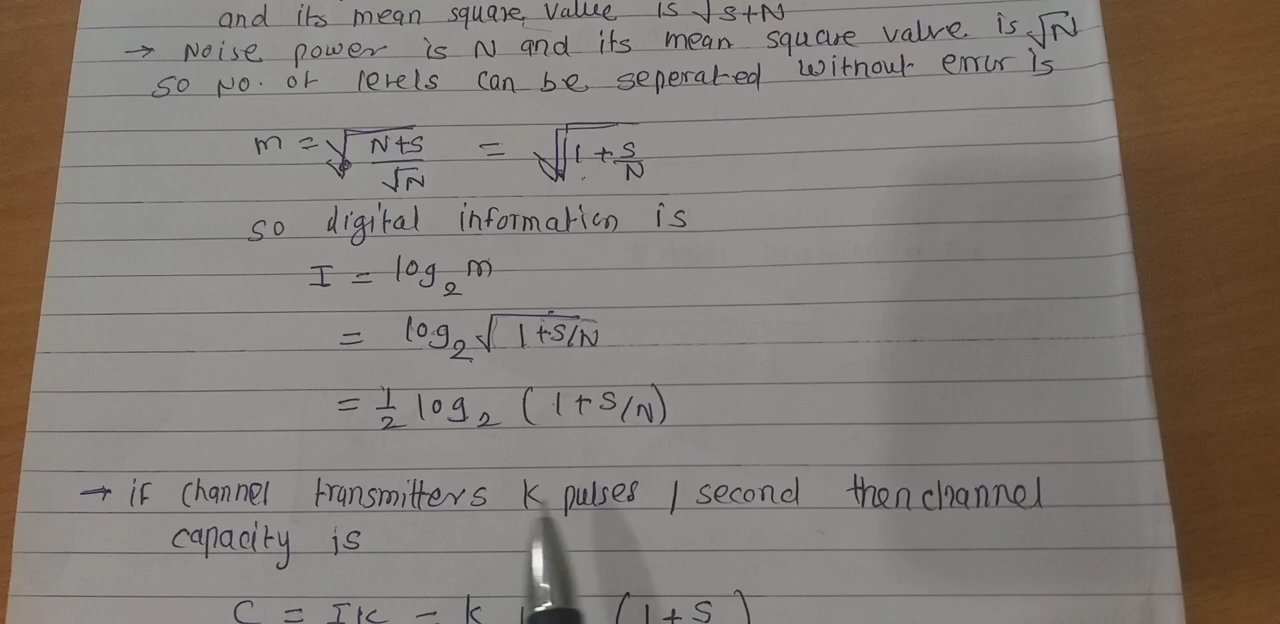 and its mean square value is √S+N
→ Noise power is N and its mean square value is √N
so No. of levels can be seperated without error is
m = √N+S / √N = √1 + S/N
so digital information is
I = log₂ m
= log₂ √1+S/N
= 1/2 log₂ (1+S/N)
→ if channel transmitters K pulses / second then channel
capacity is
C = IK = K (1+S)